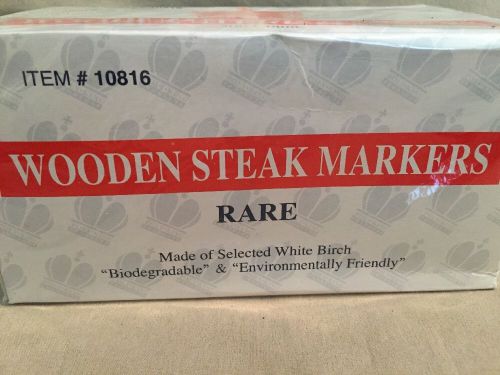 ITEM # 10816
WOODEN STEAK MARKERS
RARE
Made of Selected White Birch
"Biodegradable" & "Environmentally Friendly"